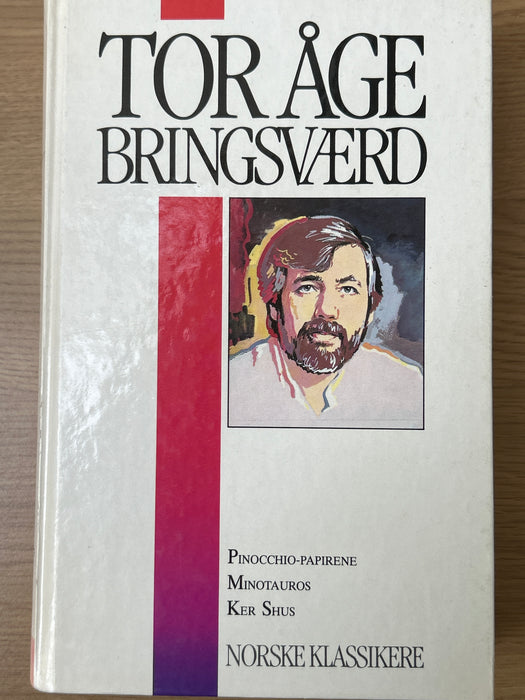 TOR ÅGE
BRINGSVÆRD
PINOCCHIO-PAPIRENE
MINOTAUROS
KER SHUS
NORSKE KLASSIKERE